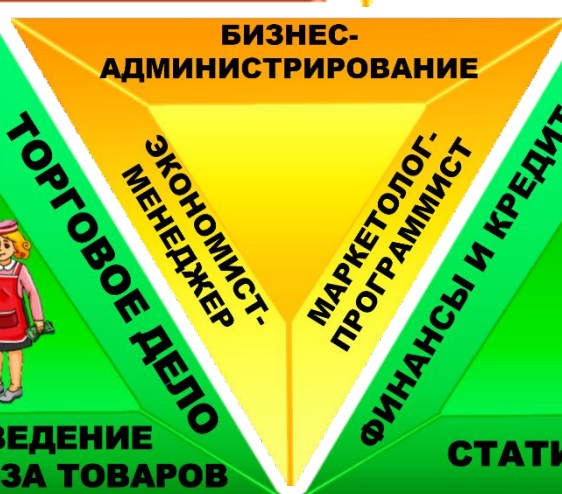 БИЗНЕС-
АДМИНИСТРИРОВАНИЕ
ТОРГОВОЕ ДЕЛО
ЭКОНОМИСТ-
МЕНЕДЖЕР
МАРКЕТОЛОГ-
ПРОГРАММИСТ
ФИНАНСЫ И КРЕДИТ
ВЕДЕНИЕ
ЗА ТОВАРОВ
СТАТИ